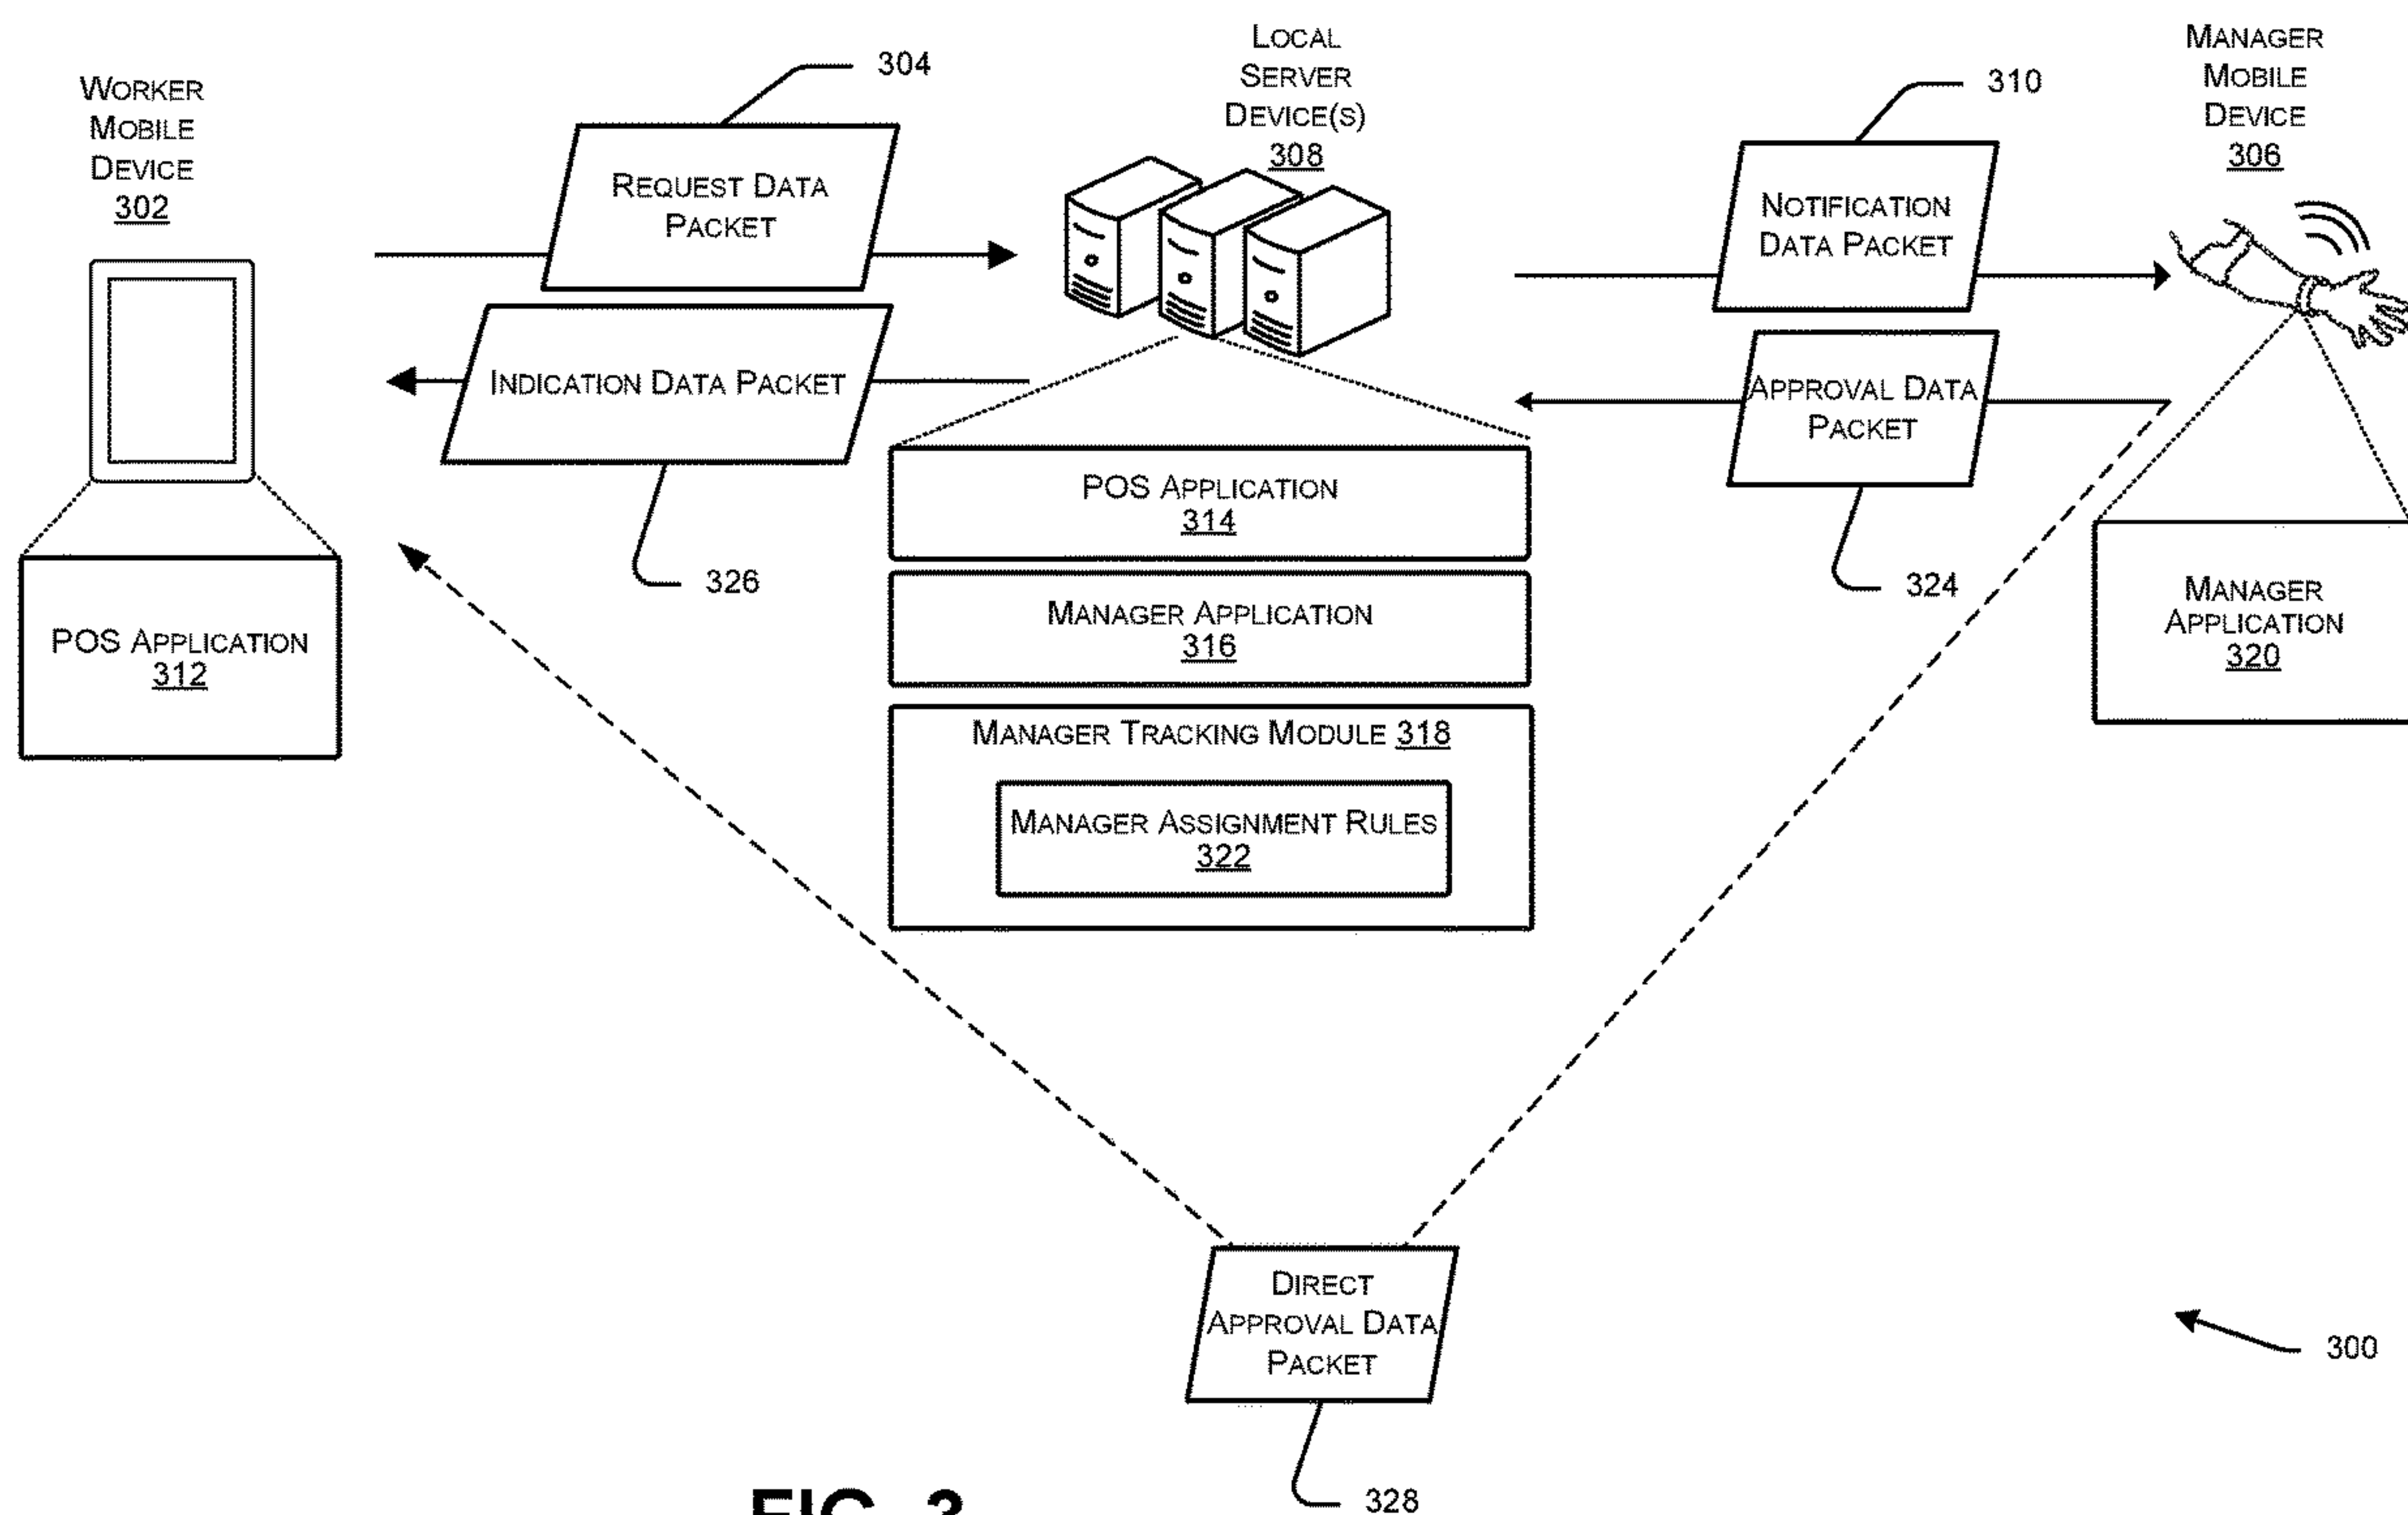 WORKER
MOBILE
DEVICE
302
304
REQUEST DATA
PACKET
LOCAL
SERVER
DEVICE(S)
308
310
NOTIFICATION
DATA PACKET
MANAGER
MOBILE
DEVICE
306
INDICATION DATA PACKET
326
APPROVAL DATA
PACKET
324
POS APPLICATION
312
POS APPLICATION
314
MANAGER APPLICATION
316
MANAGER TRACKING MODULE 318
MANAGER ASSIGNMENT RULES
322
MANAGER
APPLICATION
320
DIRECT
APPROVAL DATA
PACKET
328
300
FIG. 3